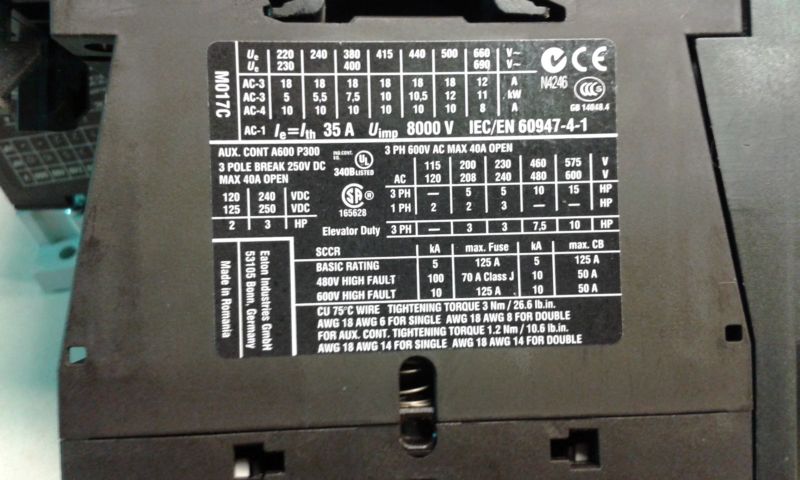 M017C
Ue 220 240 380 415 440 500 660 V~
Ue 230 400 690 V~
AC-3 18 18 18 18 18 18 12 A
AC-3 5 5,5 7,5 10 10,5 12 11 kW
AC-4 10 10 10 10 10 10 8 A
AC-1 Ie=Ith 35 A Uimp 8000 V IEC/EN 60947-4-1
N4246
CE
CCC
GB 14048.4
AUX. CONT A600 P300
3 POLE BREAK 250V DC
MAX 40A OPEN
120 240 VDC
125 250 VDC
2 3 HP
IND.CONT. EQ.
UL
340B LISTED
SA ®
165628
Elevator Duty
3 PH 600V AC MAX 40A OPEN
115 200 230 460 575 V
AC 120 208 240 480 600 V
3 PH — 5 5 10 15 HP
1 PH 2 2 3 — — HP
3 PH — 3 3 7,5 10 HP
SCCR kA max. Fuse kA max. CB
BASIC RATING 5 125 A 5 125 A
480V HIGH FAULT 100 70 A Class J 10 50 A
600V HIGH FAULT 10 125 A 10 50 A
CU 75°C WIRE TIGHTENING TORQUE 3 Nm / 26.6 lb.in.
AWG 18 AWG 6 FOR SINGLE AWG 18 AWG 8 FOR DOUBLE
FOR AUX. CONT. TIGHTENING TORQUE 1.2 Nm / 10.6 lb.in.
AWG 18 AWG 14 FOR SINGLE AWG 18 AWG 14 FOR DOUBLE
Eaton Industries GmbH
53105 Bonn, Germany
Made in Romania